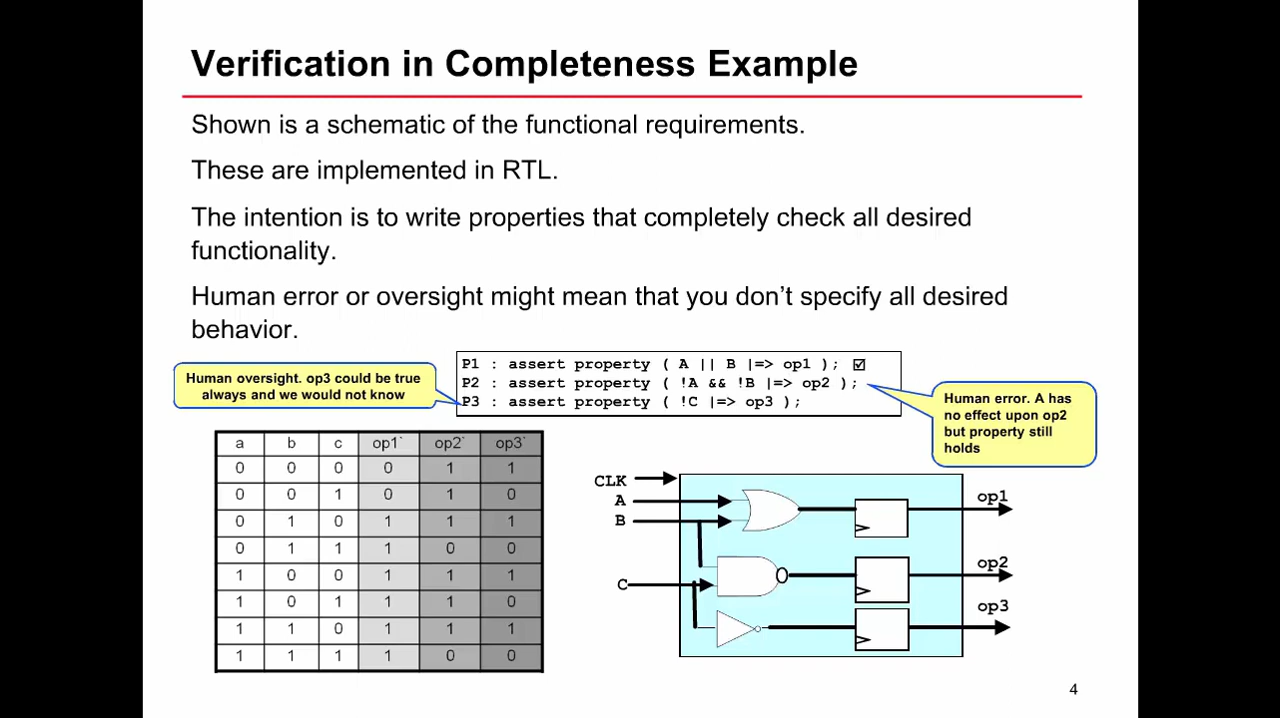 Verification in Completeness Example
Shown is a schematic of the functional requirements.
These are implemented in RTL.
The intention is to write properties that completely check all desired
functionality.
Human error or oversight might mean that you don't specify all desired
behavior.
Human oversight. op3 could be true
always and we would not know
P1 : assert property ( A || B |=> op1 ); ☑
P2 : assert property ( !A && !B |=> op2 );
P3 : assert property ( !C |=> op3 );
Human error. A has
no effect upon op2
but property still
holds
a b c op1` op2` op3`
0 0 0 0 1 1
0 0 1 0 1 0
0 1 0 1 1 1
0 1 1 1 0 0
1 0 0 1 1 1
1 0 1 1 1 0
1 1 0 1 1 1
1 1 1 1 0 0
CLK
A
B
C
op1
op2
op3
4